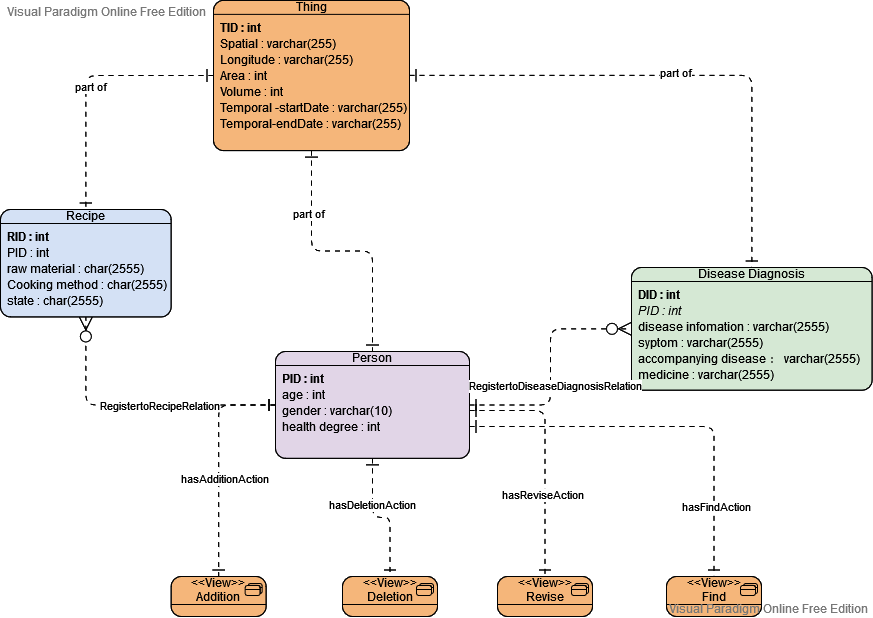 Visual Paradigm Online Free Edition
Thing
TID : int
Spatial : varchar(255)
Longitude : varchar(255)
Area : int
Volume : int
Temporal -startDate : varchar(255)
Temporal-endDate : varchar(255)
part of
part of
part of
Recipe
RID : int
PID : int
raw material : char(2555)
Cooking method : char(2555)
state : char(2555)
Disease Diagnosis
DID : int
PID : int
disease infomation : varchar(255)
syptom : varchar(255)
accompanying disease : varchar(255)
medicine : varchar(255)
Person
PID : int
age : int
gender : varchar(10)
health degree : int
RegistertoDiseaseDiagnosisRelation
RegistertoRecipeRelation
hasAdditionAction
hasDeletionAction
hasReviseAction
hasFindAction
<<View>>
Addition
<<View>>
Deletion
<<View>>
Revise
<<View>>
Find
Visual Paradigm Online Free Edition